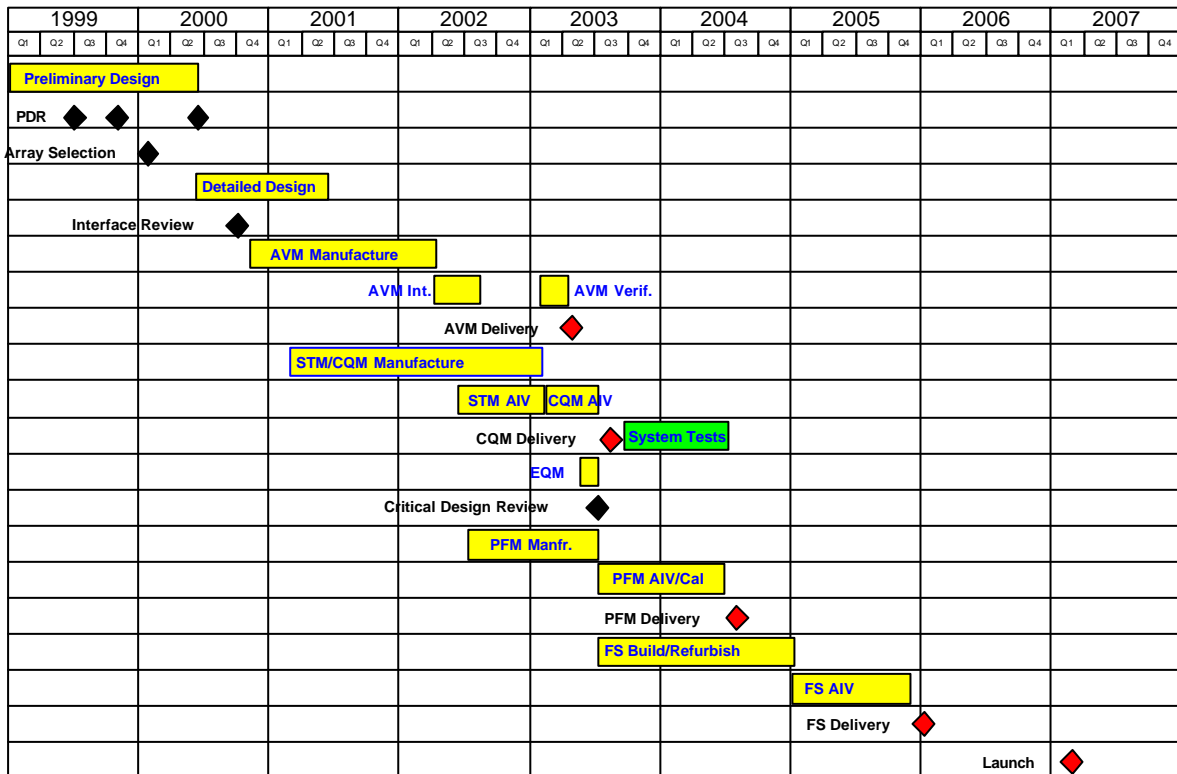 1999 2000 2001 2002 2003 2004 2005 2006 2007
Q1 Q2 Q3 Q4 Q1 Q2 Q3 Q4 Q1 Q2 Q3 Q4 Q1 Q2 Q3 Q4 Q1 Q2 Q3 Q4 Q1 Q2 Q3 Q4 Q1 Q2 Q3 Q4 Q1 Q2 Q3 Q4 Q1 Q2 Q3 Q4
Preliminary Design
PDR
Array Selection
Detailed Design
Interface Review
AVM Manufacture
AVM Int. AVM Verif.
AVM Delivery
STM/CQM Manufacture
STM AIV CQM AIV
CQM Delivery System Tests
EQM
Critical Design Review
PFM Manfr.
PFM AIV/Cal
PFM Delivery
FS Build/Refurbish
FS AIV
FS Delivery
Launch